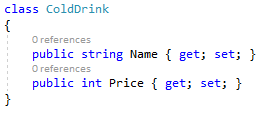 class ColdDrink
{
0 references
public string Name { get; set; }
0 references
public int Price { get; set; }
}